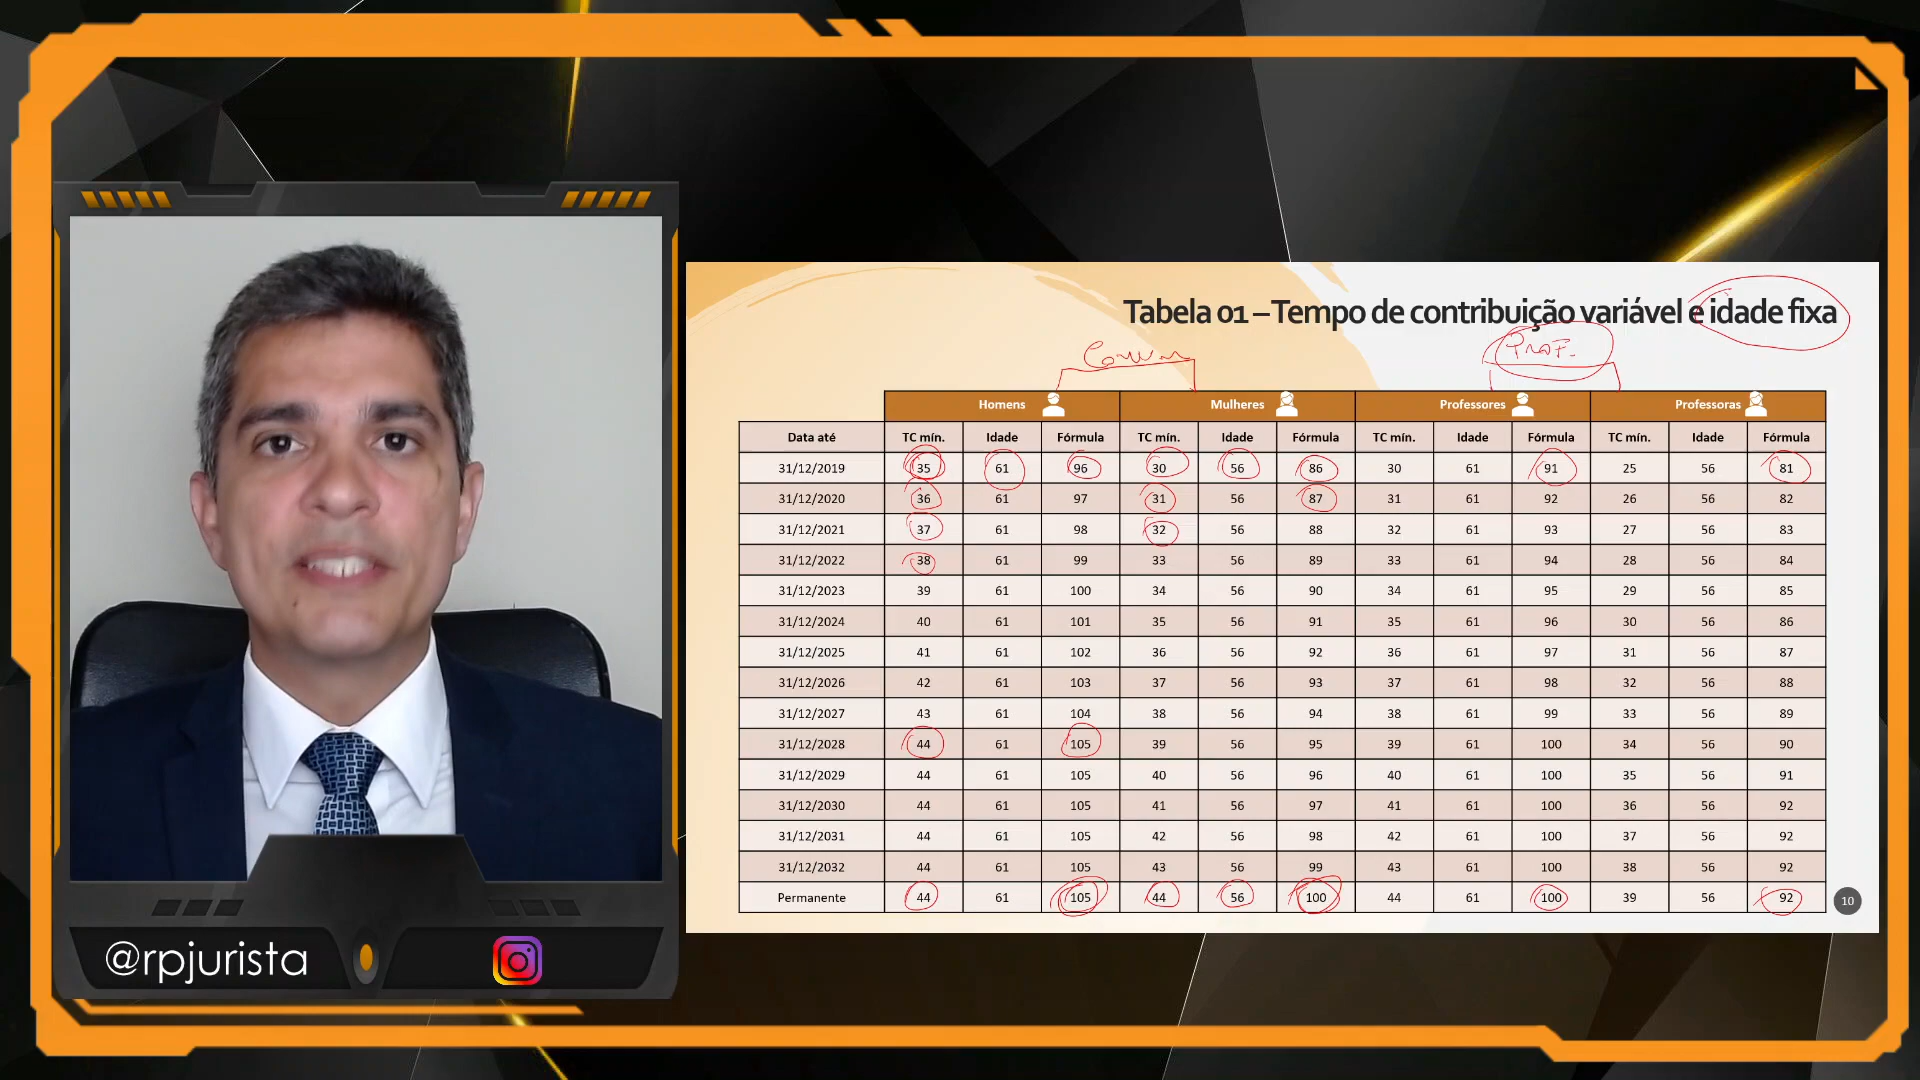 Tabela 01 – Tempo de contribuição variável e idade fixa
Prof.
Homens Mulheres Professores Professoras
Data até TC mín. Idade Fórmula TC mín. Idade Fórmula TC mín. Idade Fórmula TC mín. Idade Fórmula
31/12/2019 35 61 96 30 56 86 30 61 91 25 56 81
31/12/2020 36 61 97 31 56 87 31 61 92 26 56 82
31/12/2021 37 61 98 32 56 88 32 61 93 27 56 83
31/12/2022 38 61 99 33 56 89 33 61 94 28 56 84
31/12/2023 39 61 100 34 56 90 34 61 95 29 56 85
31/12/2024 40 61 101 35 56 91 35 61 96 30 56 86
31/12/2025 41 61 102 36 56 92 36 61 97 31 56 87
31/12/2026 42 61 103 37 56 93 37 61 98 32 56 88
31/12/2027 43 61 104 38 56 94 38 61 99 33 56 89
31/12/2028 44 61 105 39 56 95 39 61 100 34 56 90
31/12/2029 44 61 105 40 56 96 40 61 100 35 56 91
31/12/2030 44 61 105 41 56 97 41 61 100 36 56 92
31/12/2031 44 61 105 42 56 98 42 61 100 37 56 92
31/12/2032 44 61 105 43 56 99 43 61 100 38 56 92
Permanente 44 61 105 44 56 100 44 61 100 39 56 92
10
@rpjurista